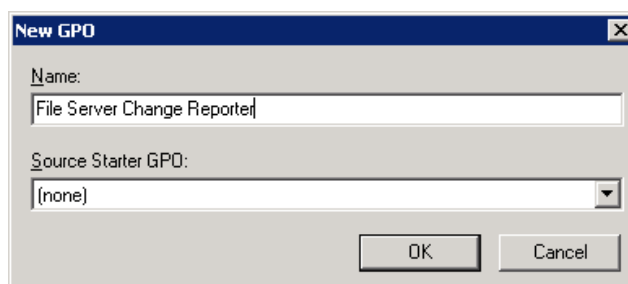 New GPO
Name:
File Server Change Reporter
Source Starter GPO:
(none)
OK Cancel